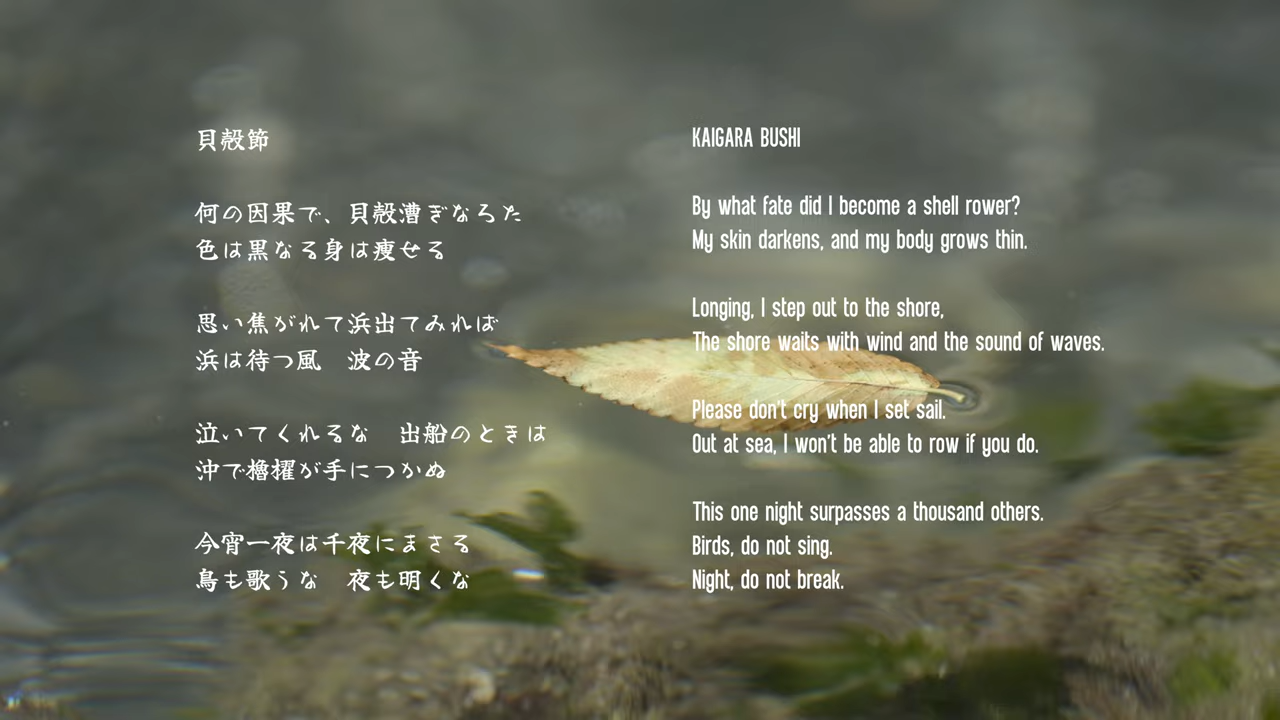 貝殻節
何の因果で、貝殻漕ぎなろた
色は黒なる身は痩せる
思い焦がれて浜出てみれば
浜は待つ風　波の音
泣いてくれるな　出船のときは
沖で櫓櫂が手につかぬ
今宵一夜は千夜にまさる
鳥も歌うな　夜も明くな
KAIGARA BUSHI
By what fate did I become a shell rower?
My skin darkens, and my body grows thin.
Longing, I step out to the shore,
The shore waits with wind and the sound of waves.
Please don't cry when I set sail.
Out at sea, I won't be able to row if you do.
This one night surpasses a thousand others.
Birds, do not sing.
Night, do not break.